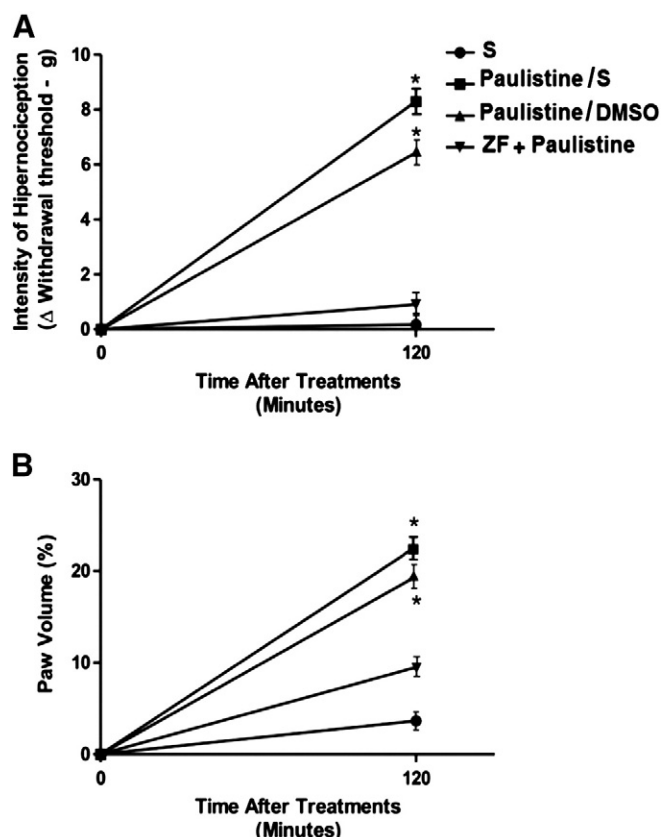 A
10
8
6
4
2
0
Intensity of Hipernociception
(Δ Withdrawal threshold - g)
*
*
S
Paulistine/S
Paulistine/DMSO
ZF + Paulistine
0
120
Time After Treatments
(Minutes)
B
30
20
10
0
Paw Volume (%)
*
*
0
120
Time After Treatments
(Minutes)